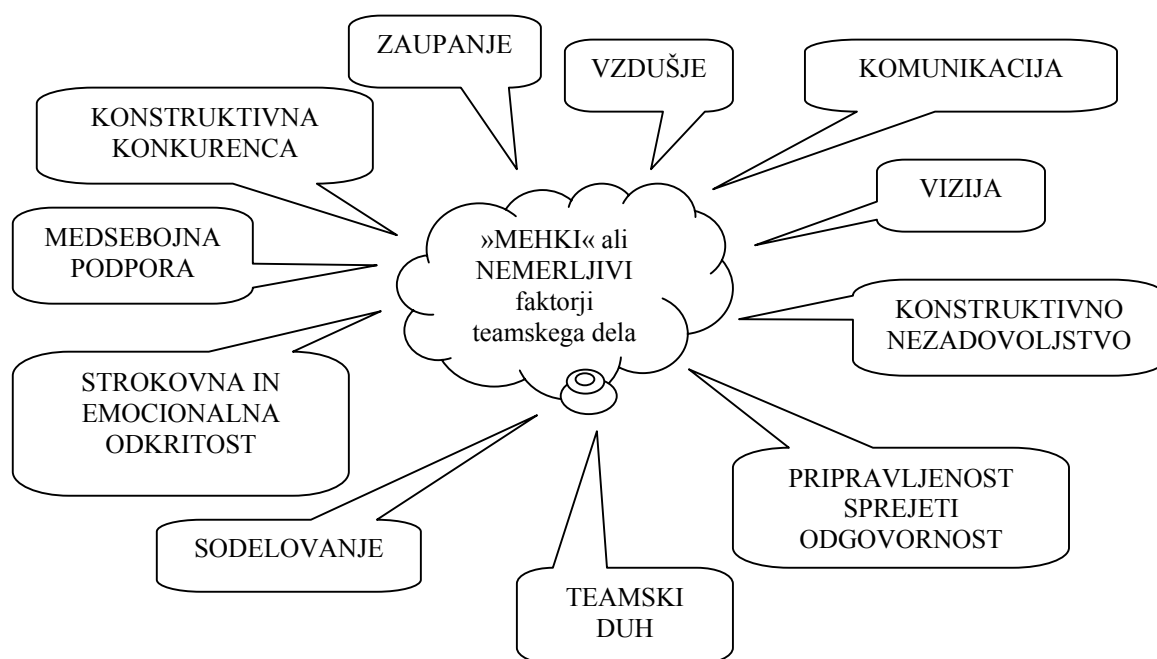 ZAUPANJE
VZDUŠJE
KOMUNIKACIJA
KONSTRUKTIVNA
KONKURENCA
VIZIJA
MEDSEBOJNA
PODPORA
»MEHKI« ali
NEMERLJIVI
faktorji
teamskega dela
KONSTRUKTIVNO
NEZADOVOLJSTVO
STROKOVNA IN
EMOCIONALNA
ODKRITOST
PRIPRAVLJENOST
SPREJETI
ODGOVORNOST
SODELOVANJE
TEAMSKI
DUH